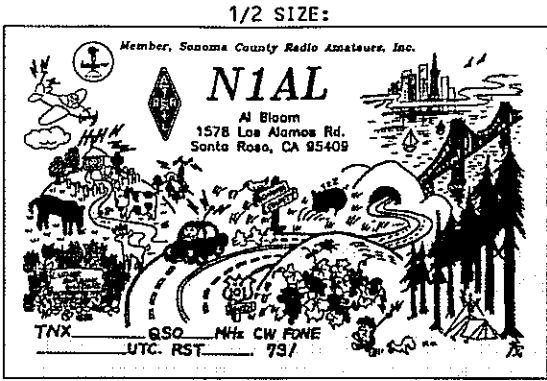 1/2 SIZE:
Member, Sonoma County Radio Amateurs, Inc.
N1AL
Al Bloom
1578 Los Alamos Rd.
Santa Rosa, CA 95409
TNX QSO MHz CW FONE
UTC. RST 73/
茂